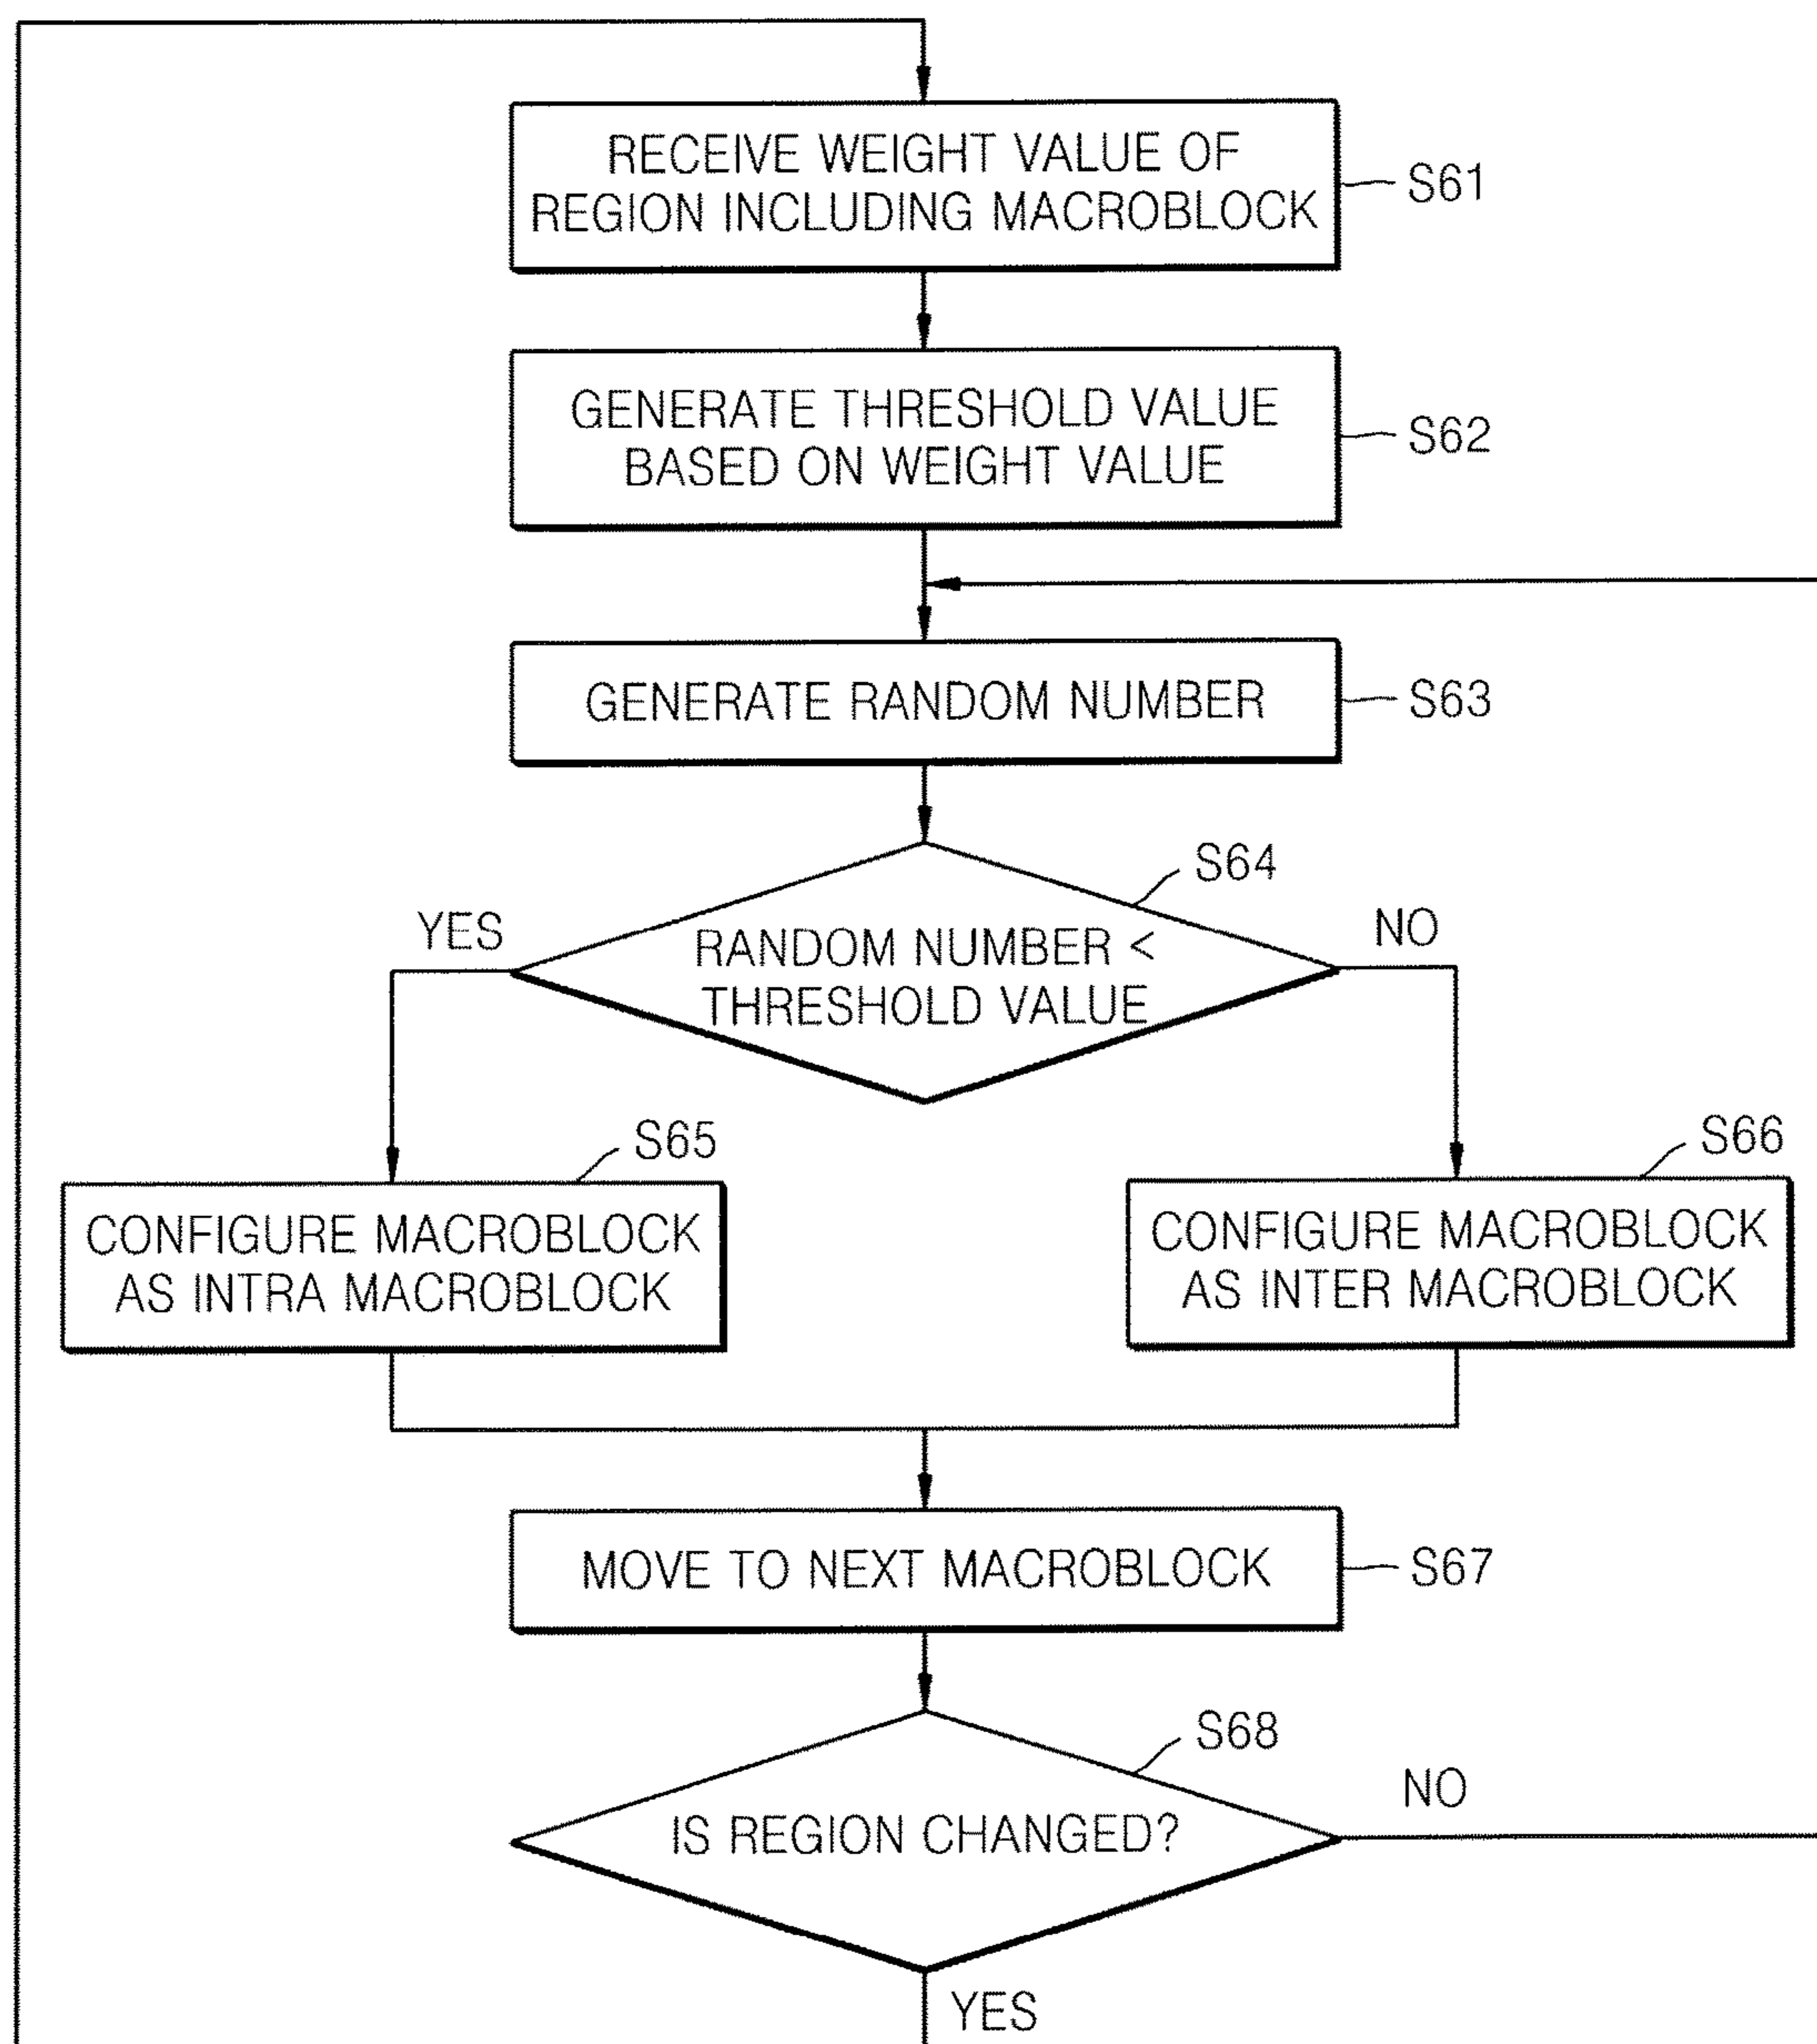 RECEIVE WEIGHT VALUE OF
REGION INCLUDING MACROBLOCK
S61
GENERATE THRESHOLD VALUE
BASED ON WEIGHT VALUE
S62
GENERATE RANDOM NUMBER
S63
S64
YES
NO
RANDOM NUMBER <
THRESHOLD VALUE
S65
S66
CONFIGURE MACROBLOCK
AS INTRA MACROBLOCK
CONFIGURE MACROBLOCK
AS INTER MACROBLOCK
MOVE TO NEXT MACROBLOCK
S67
S68
NO
IS REGION CHANGED?
YES